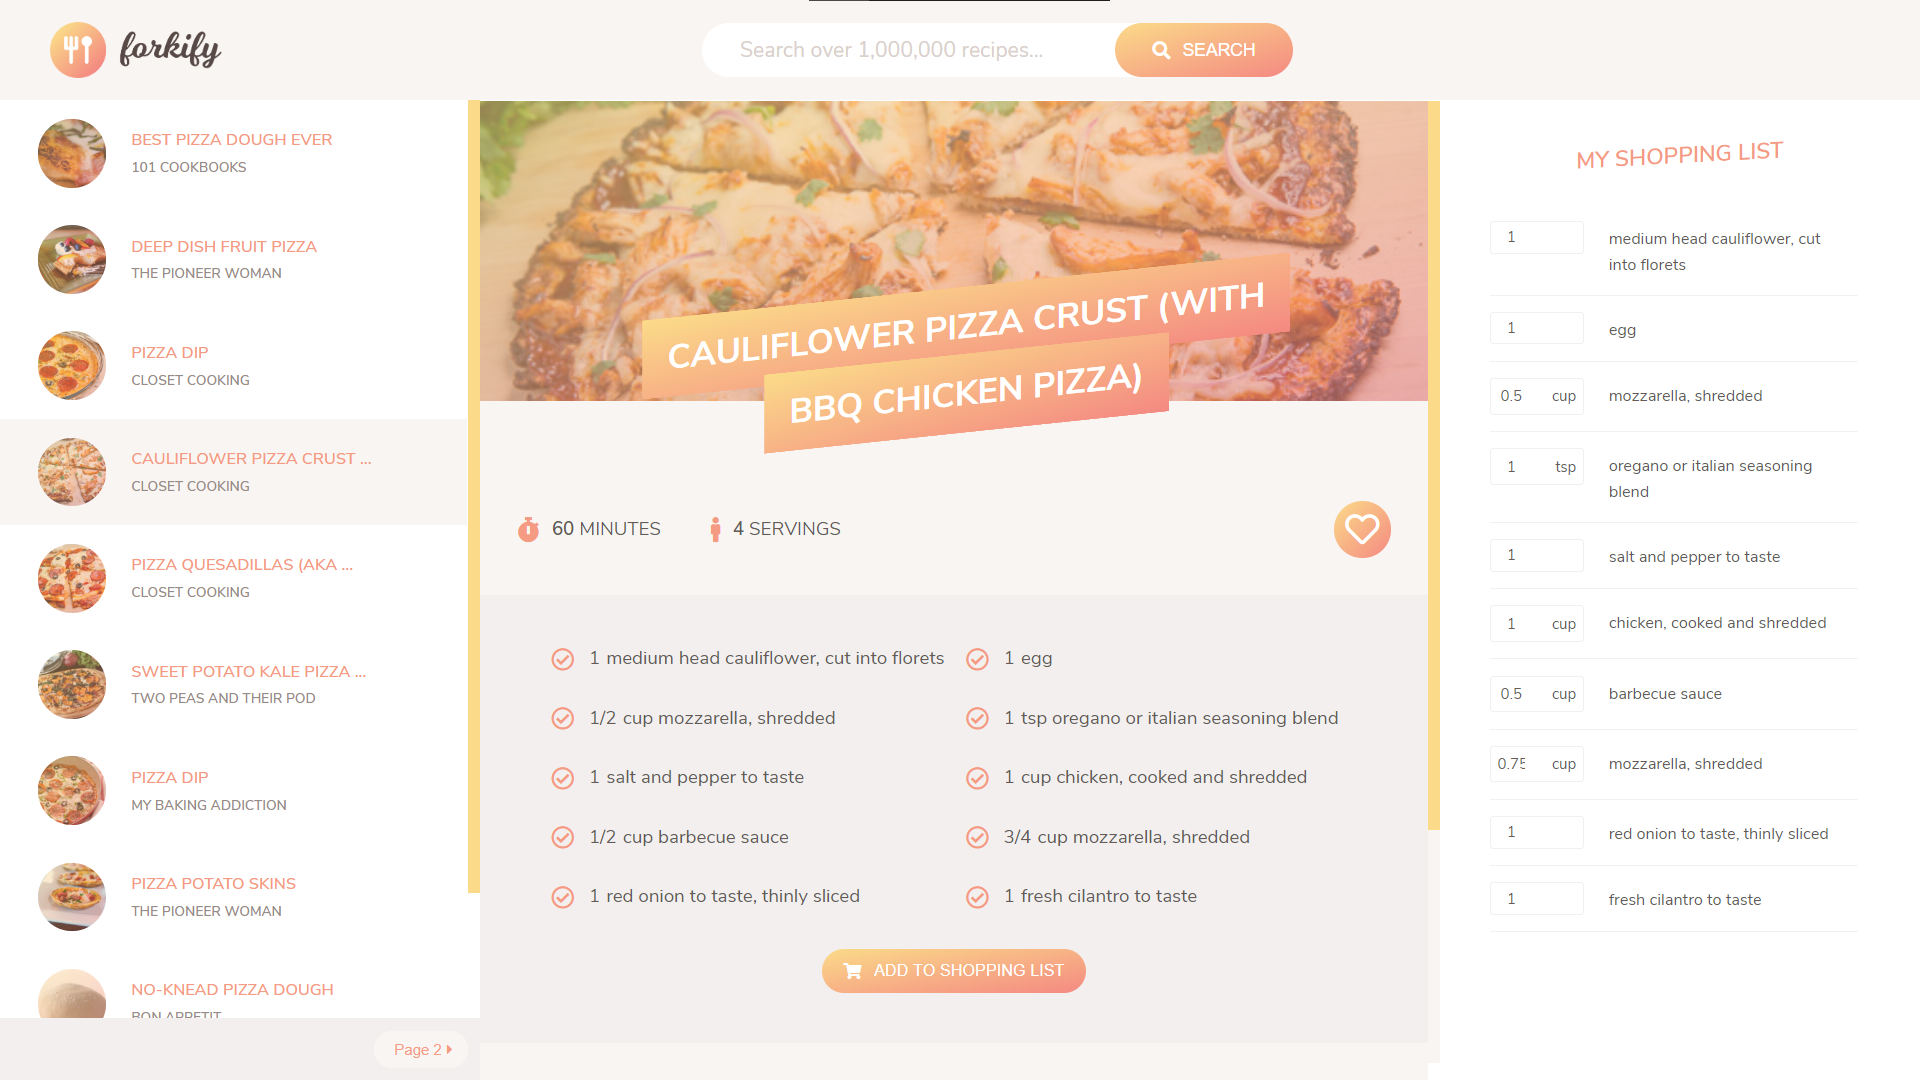 forkify
Search over 1,000,000 recipes...
SEARCH
BEST PIZZA DOUGH EVER
101 COOKBOOKS
DEEP DISH FRUIT PIZZA
THE PIONEER WOMAN
PIZZA DIP
CLOSET COOKING
CAULIFLOWER PIZZA CRUST ...
CLOSET COOKING
PIZZA QUESADILLAS (AKA ...
CLOSET COOKING
SWEET POTATO KALE PIZZA ...
TWO PEAS AND THEIR POD
PIZZA DIP
MY BAKING ADDICTION
PIZZA POTATO SKINS
THE PIONEER WOMAN
NO-KNEAD PIZZA DOUGH
BON APPETIT
Page 2
CAULIFLOWER PIZZA CRUST (WITH
BBQ CHICKEN PIZZA)
60 MINUTES
4 SERVINGS
1 medium head cauliflower, cut into florets
1 egg
1/2 cup mozzarella, shredded
1 tsp oregano or italian seasoning blend
1 salt and pepper to taste
1 cup chicken, cooked and shredded
1/2 cup barbecue sauce
3/4 cup mozzarella, shredded
1 red onion to taste, thinly sliced
1 fresh cilantro to taste
ADD TO SHOPPING LIST
MY SHOPPING LIST
1 medium head cauliflower, cut
into florets
1 egg
0.5 cup mozzarella, shredded
1 tsp oregano or italian seasoning
blend
1 salt and pepper to taste
1 cup chicken, cooked and shredded
0.5 cup barbecue sauce
0.75 cup mozzarella, shredded
1 red onion to taste, thinly sliced
1 fresh cilantro to taste